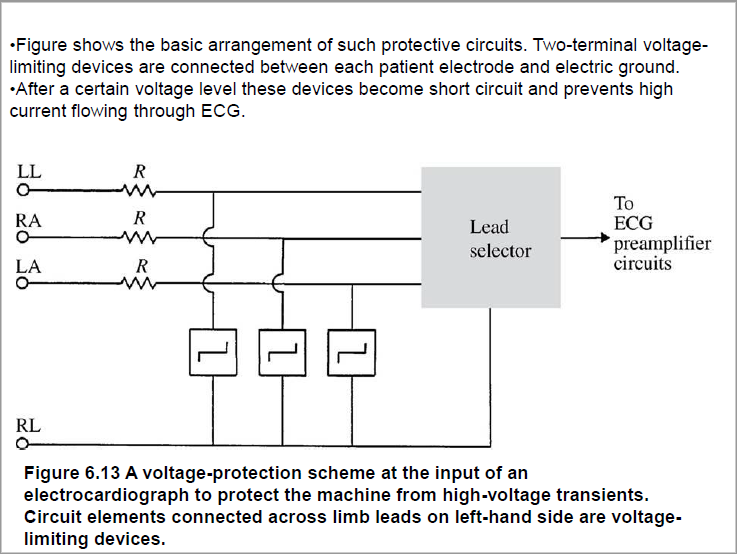 •Figure shows the basic arrangement of such protective circuits. Two-terminal voltage-
limiting devices are connected between each patient electrode and electric ground.
•After a certain voltage level these devices become short circuit and prevents high
current flowing through ECG.
LL
R
RA
R
LA
R
Lead
selector
To
ECG
preamplifier
circuits
RL
Figure 6.13 A voltage-protection scheme at the input of an
electrocardiograph to protect the machine from high-voltage transients.
Circuit elements connected across limb leads on left-hand side are voltage-
limiting devices.